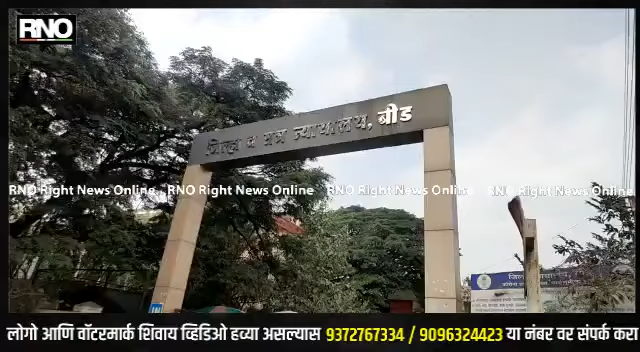 RNO
जिल्हा व सत्र न्यायालय, बीड
RNO Right News Online RNO Right News Online RNO Right News Online RNO Right News Online
लोगो आणि वॉटरमार्क शिवाय व्हिडिओ हव्या असल्यास 9372767334 / 9096324423 या नंबर वर संपर्क करा